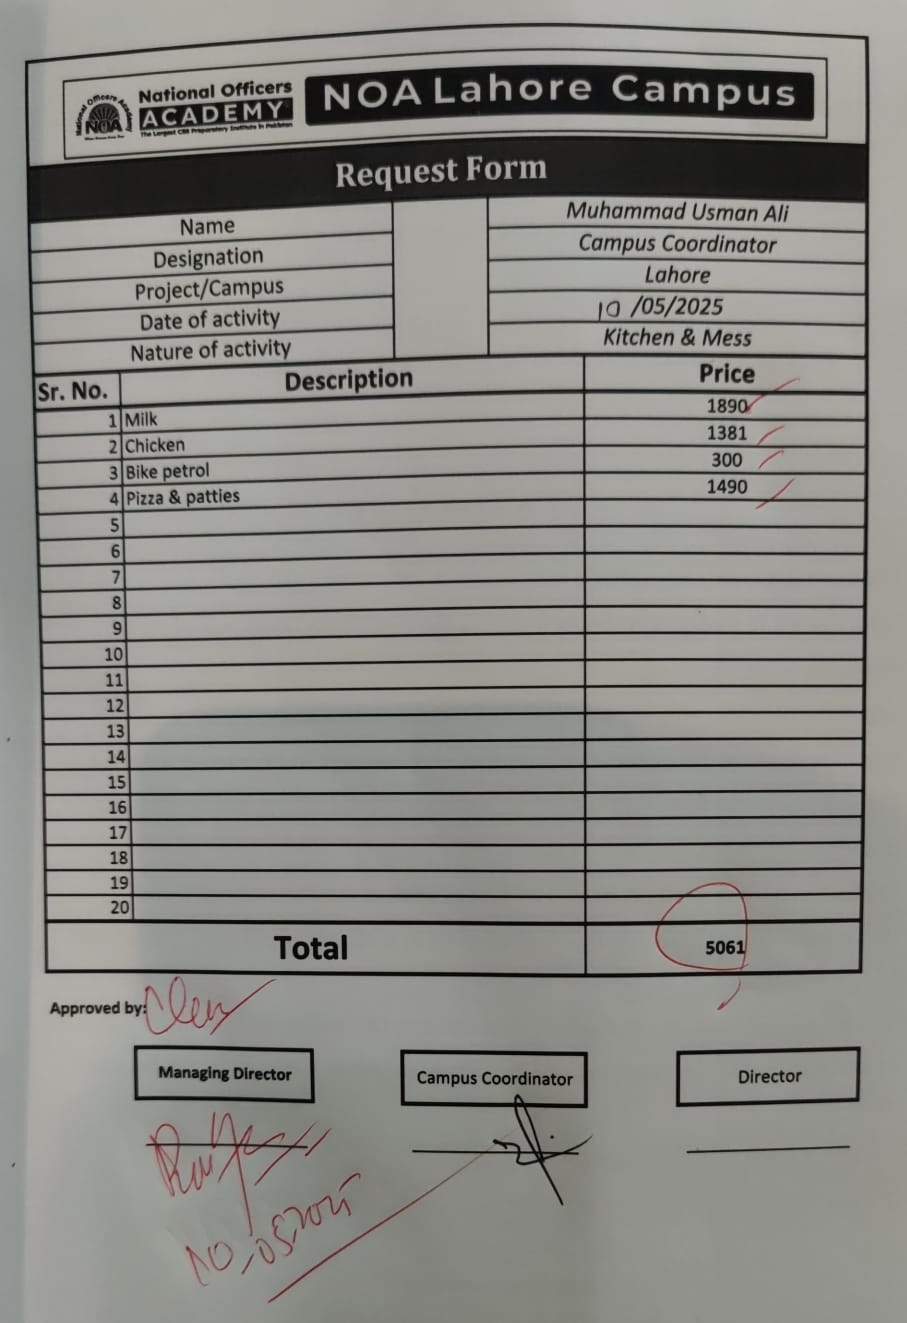 National Officers
ACADEMY
The Largest CSS Preparatory Institute in Pakistan
National Officers Academy
NOA
NOA Lahore Campus
Request Form
Name Muhammad Usman Ali
Designation Campus Coordinator
Project/Campus Lahore
Date of activity 10 /05/2025
Nature of activity Kitchen & Mess
Sr. No. Description Price
1 Milk 1890
2 Chicken 1381
3 Bike petrol 300
4 Pizza & patties 1490
5
6
7
8
9
10
11
12
13
14
15
16
17
18
19
20
Total 5061
Approved by:
Managing Director Campus Coordinator Director
10-05-2025